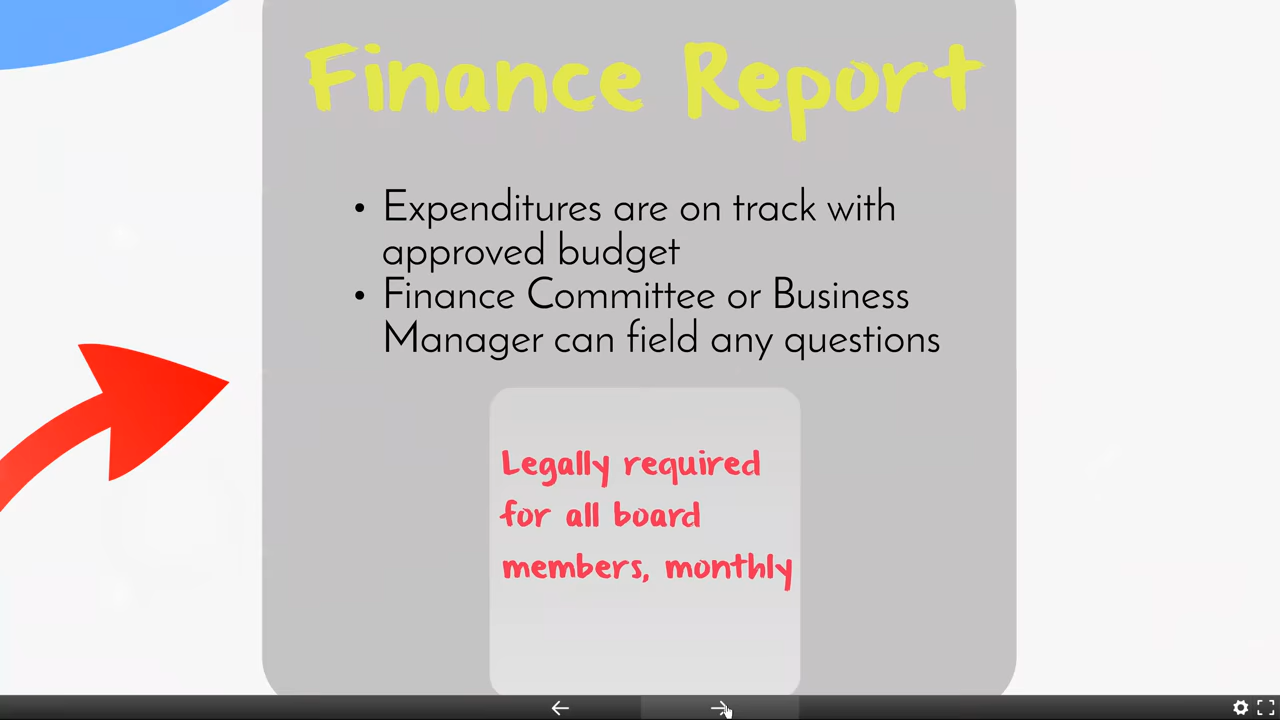 Finance Report
• Expenditures are on track with
approved budget
• Finance Committee or Business
Manager can field any questions
Legally required
for all board
members, monthly